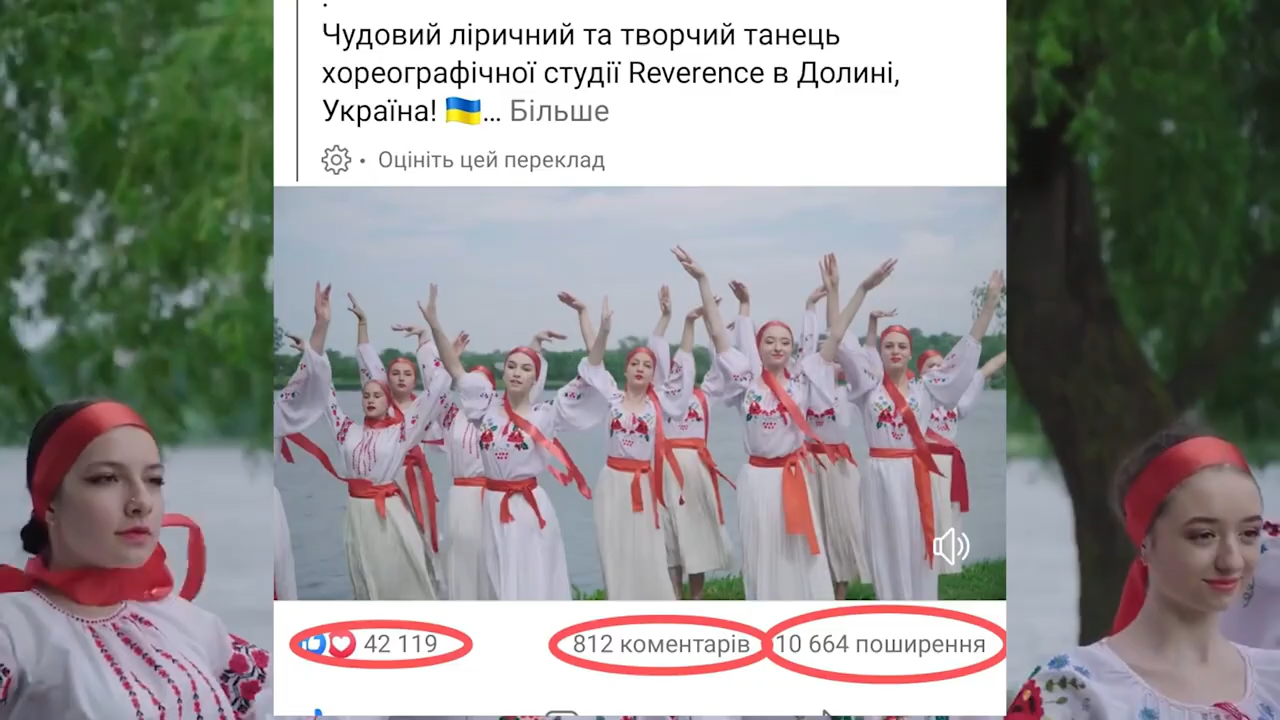 Чудовий ліричний та творчий танець
хореографічної студії Reverence в Долині,
Україна! 🇺🇦... Більше
• Оцініть цей переклад
42 119
812 коментарів
10 664 поширення